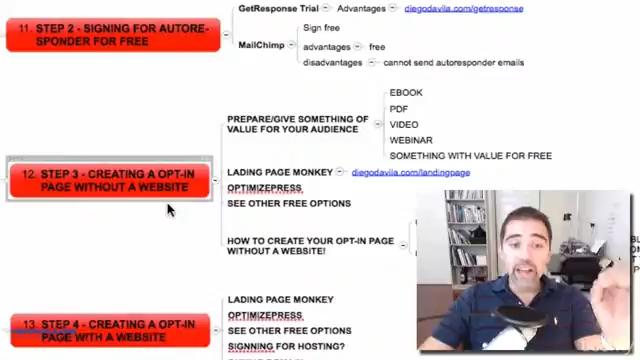 GetResponse Trial Advantages diegodavila.com/getresponse
11. STEP 2 - SIGNING FOR AUTORE-
SPONDER FOR FREE
Sign free
MailChimp advantages free
disadvantages cannot send autoresponder emails
EBOOK
PDF
PREPARE/GIVE SOMETHING OF
VALUE FOR YOUR AUDIENCE
VIDEO
WEBINAR
SOMETHING WITH VALUE FOR FREE
12. STEP 3 - CREATING A OPT-IN
PAGE WITHOUT A WEBSITE
LADING PAGE MONKEY diegodavila.com/landingpage
OPTIMIZEPRESS
SEE OTHER FREE OPTIONS
HOW TO CREATE YOUR OPT-IN PAGE
WITHOUT A WEBSITE!
13. STEP 4 - CREATING A OPT-IN
PAGE WITH A WEBSITE
LADING PAGE MONKEY
OPTIMIZEPRESS
SEE OTHER FREE OPTIONS
SIGNNING FOR HOSTING?